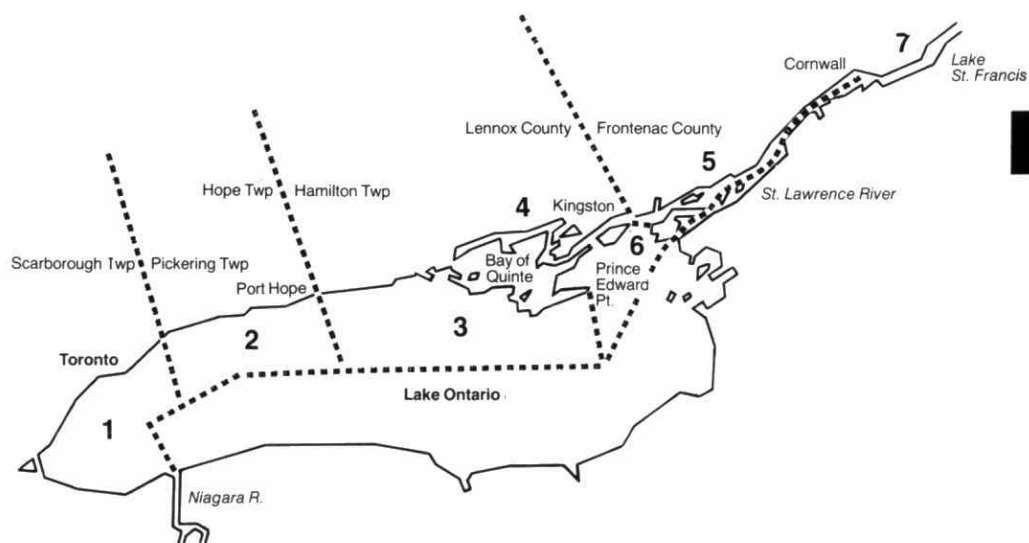 7
Cornwall
Lake
St. Francis
Lennox County
Frontenac County
5
St. Lawrence River
Hope Twp
Hamilton Twp
4
Kingston
6
Scarborough Twp
Pickering Twp
Bay of
Quinte
Prince
Edward
Pt.
Port Hope
3
2
Toronto
Lake Ontario
1
Niagara R.